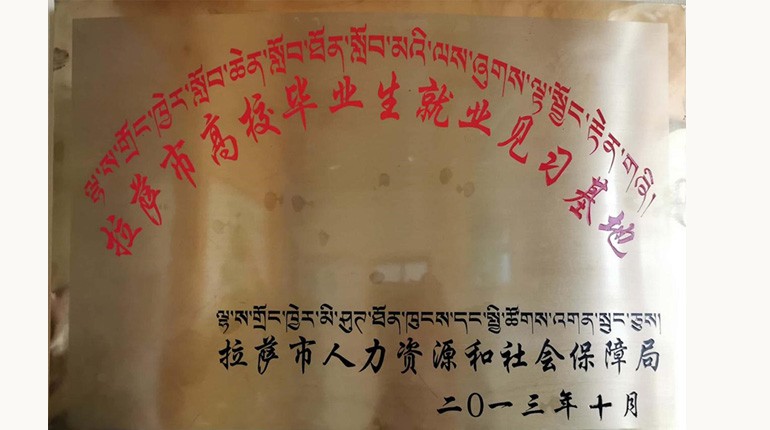 ལྷ་ས་གྲོང་ཁྱེར་སློབ་ཆེན་སློབ་ཐོན་སློབ་མའི་ལས་ཞུགས་ལྟ་སྦྱོང་རྟེན་གཞི།
拉萨市高校毕业生就业见习基地
ལྷ་ས་གྲོང་ཁྱེར་མི་ཤུགས་ཐོན་ཁུངས་དང་སྤྱི་ཚོགས་འགན་སྲུང་ཅུས།
拉萨市人力资源和社会保障局
二〇一三年十月